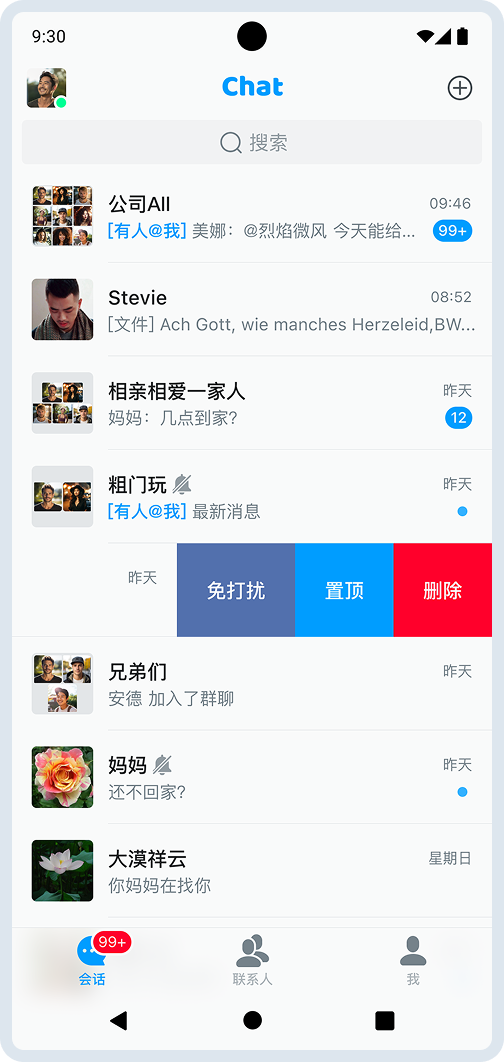 9:30
Chat
搜索
公司All
09:46
[有人@我] 美娜：@烈焰微风 今天能给...
99+
Stevie
08:52
[文件] Ach Gott, wie manches Herzeleid,BW...
相亲相爱一家人
昨天
妈妈：几点到家?
12
粗门玩
昨天
[有人@我] 最新消息
昨天
免打扰
置顶
删除
兄弟们
昨天
安德 加入了群聊
妈妈
昨天
还不回家?
大漠祥云
星期日
你妈妈在找你
99+
会话
联系人
我